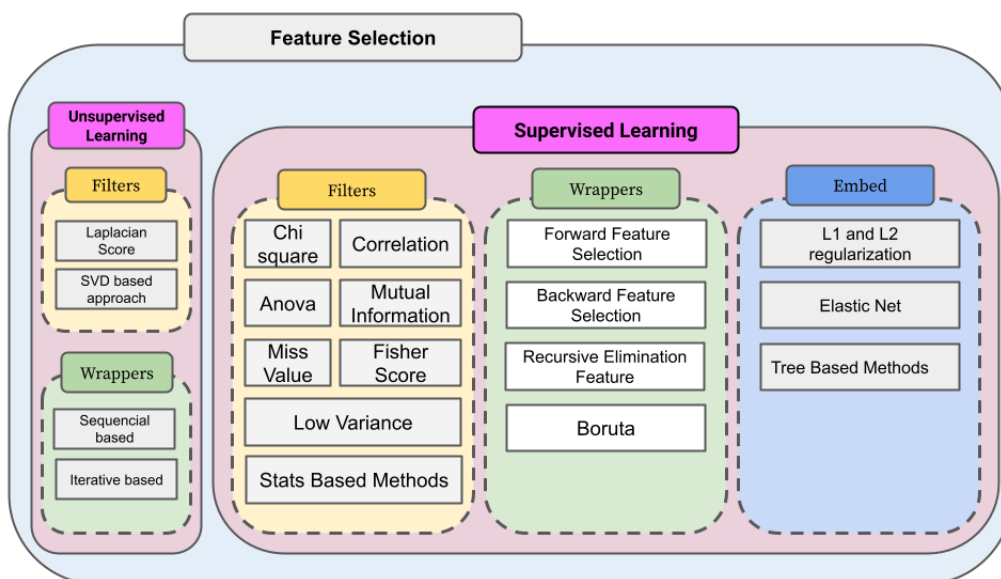 Feature Selection
Unsupervised
Learning
Filters
Laplacian
Score
SVD based
approach
Wrappers
Sequencial
based
Iterative based
Supervised Learning
Filters
Chi
square
Correlation
Anova
Mutual
Information
Miss
Value
Fisher
Score
Low Variance
Stats Based Methods
Wrappers
Forward Feature
Selection
Backward Feature
Selection
Recursive Elimination
Feature
Boruta
Embed
L1 and L2
regularization
Elastic Net
Tree Based Methods